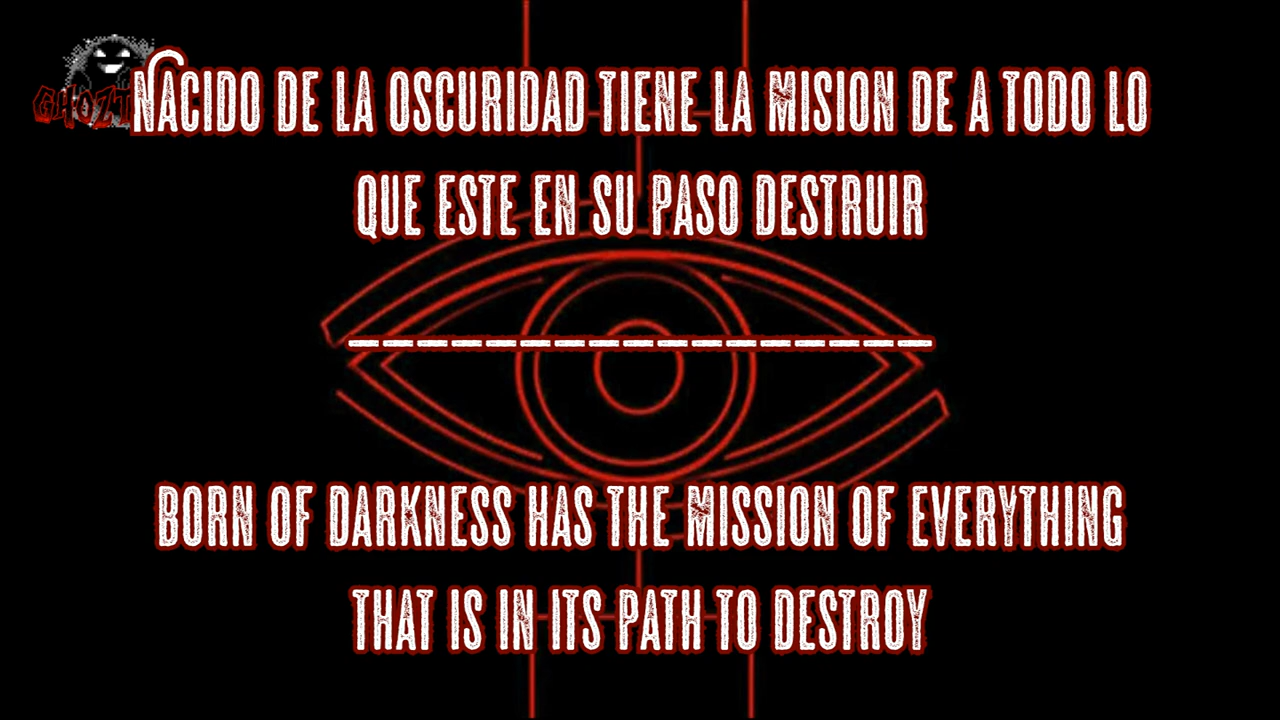 NACIDO DE LA OSCURIDAD TIENE LA MISION DE A TODO LO
QUE ESTE EN SU PASO DESTRUIR
-----------------
BORN OF DARKNESS HAS THE MISSION OF EVERYTHING
THAT IS IN ITS PATH TO DESTROY